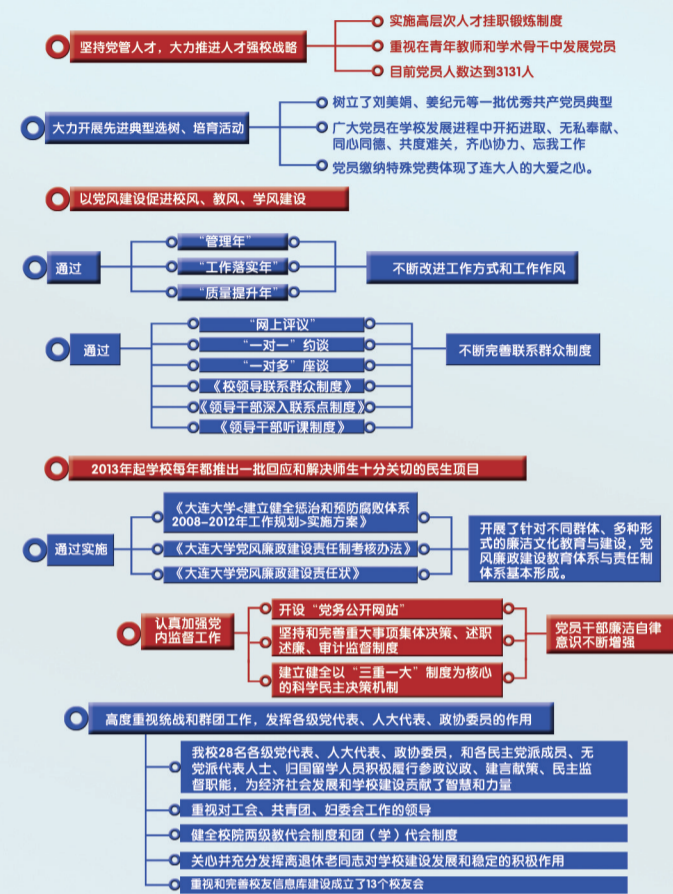 坚持党管人才，大力推进人才强校战略
实施高层次人才挂职锻炼制度
重视在青年教师和学术骨干中发展党员
目前党员人数达到3131人
大力开展先进典型选树、培育活动
树立了刘美娟、姜纪元等一批优秀共产党员典型
广大党员在学校发展进程中开拓进取、无私奉献、
同心同德、共度难关，齐心协力、忘我工作
党员缴纳特殊党费体现了连大人的大爱之心。
以党风建设促进校风、教风、学风建设
通过
“管理年”
“工作落实年”
“质量提升年”
不断改进工作方式和工作作风
通过
“网上评议”
“一对一”约谈
“一对多”座谈
《校领导联系群众制度》
《领导干部深入联系点制度》
《领导干部听课制度》
不断完善联系群众制度
2013年起学校每年都推出一批回应和解决师生十分关切的民生项目
通过实施
《大连大学<建立健全惩治和预防腐败体系
2008-2012年工作规划>实施方案》
《大连大学党风廉政建设责任制考核办法》
《大连大学党风廉政建设责任状》
开展了针对不同群体、多种形
式的廉洁文化教育与建设，党
风廉政建设教育体系与责任制
体系基本形成。
认真加强党
内监督工作
开设“党务公开网站”
坚持和完善重大事项集体决策、述职
述廉、审计监督制度
建立健全以“三重一大”制度为核心
的科学民主决策机制
党员干部廉洁自律
意识不断增强
高度重视统战和群团工作，发挥各级党代表、人大代表、政协委员的作用
我校28名各级党代表、人大代表、政协委员，和各民主党派成员、无
党派代表人士、归国留学人员积极履行参政议政、建言献策、民主监
督职能，为经济社会发展和学校建设贡献了智慧和力量
重视对工会、共青团、妇委会工作的领导
健全校院两级教代会制度和团（学）代会制度
关心并充分发挥离退休老同志对学校建设发展和稳定的积极作用
重视和完善校友信息库建设成立了13个校友会